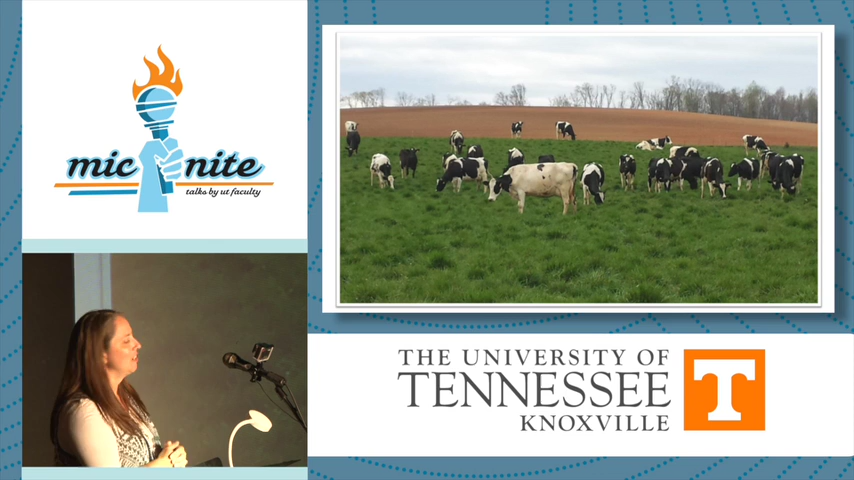 mic nite
talks by ut faculty
THE UNIVERSITY OF
TENNESSEE
KNOXVILLE
T